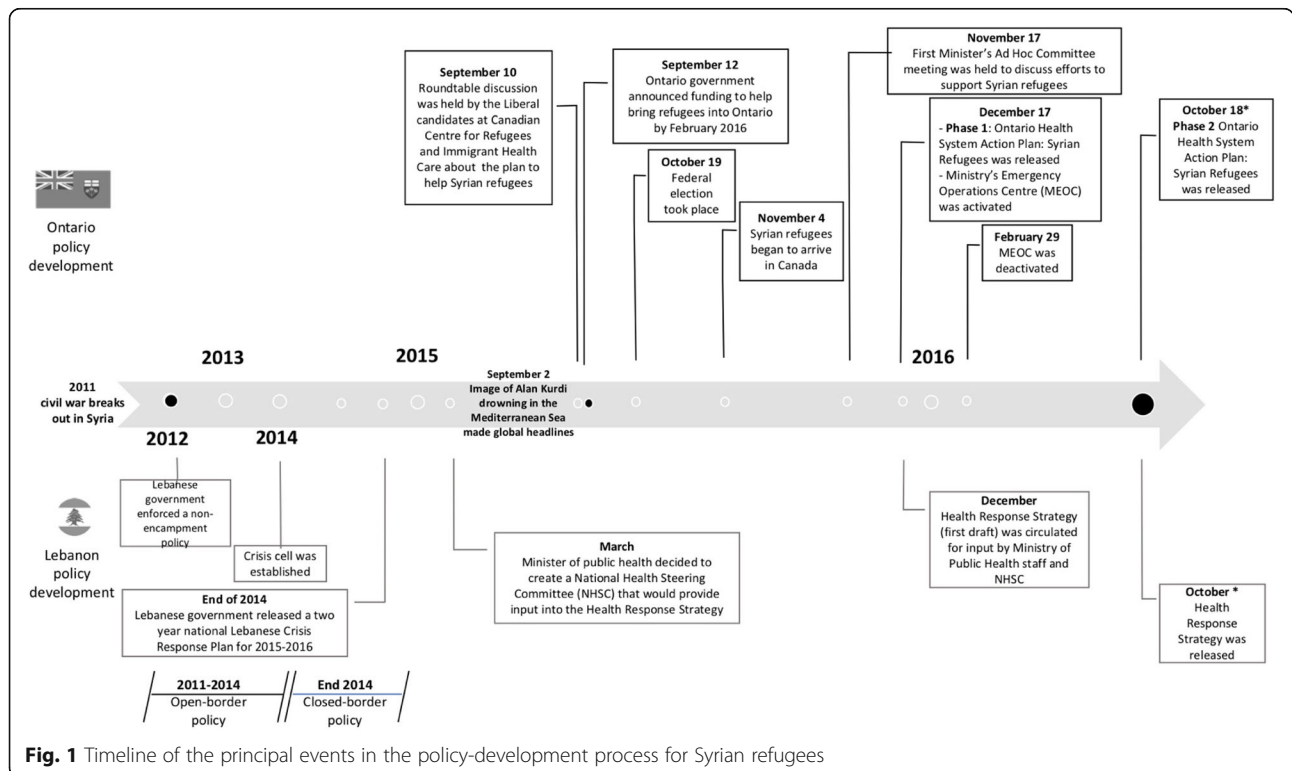 September 10
Roundtable discussion
was held by the Liberal
candidates at Canadian
Centre for Refugees
and Immigrant Health
Care about the plan to
help Syrian refugees
September 12
Ontario government
announced funding to help
bring refugees into Ontario
by February 2016
October 19
Federal
election
took place
November 4
Syrian refugees
began to arrive
in Canada
November 17
First Minister's Ad Hoc Committee
meeting was held to discuss efforts to
support Syrian refugees
December 17
- Phase 1: Ontario Health
System Action Plan: Syrian
Refugees was released
- Ministry's Emergency
Operations Centre (MEOC)
was activated
February 29
MEOC was
deactivated
October 18*
Phase 2 Ontario
Health System
Action Plan:
Syrian Refugees
was released
Ontario
policy
development
2013
2015
2016
2011
civil war breaks
out in Syria
September 2
Image of Alan Kurdi
drowning in the
Mediterranean Sea
made global headlines
2012
2014
Lebanon
policy
development
Lebanese
government
enforced a non-
encampment
policy
Crisis cell was
established
End of 2014
Lebanese government released a two
year national Lebanese Crisis
Response Plan for 2015-2016
March
Minister of public health decided to
create a National Health Steering
Committee (NHSC) that would provide
input into the Health Response Strategy
December
Health Response Strategy
(first draft) was circulated
for input by Ministry of
Public Health staff and
NHSC
October *
Health
Response
Strategy was
released
2011-2014
Open-border
policy
End 2014
Closed-border
policy
Fig. 1 Timeline of the principal events in the policy-development process for Syrian refugees